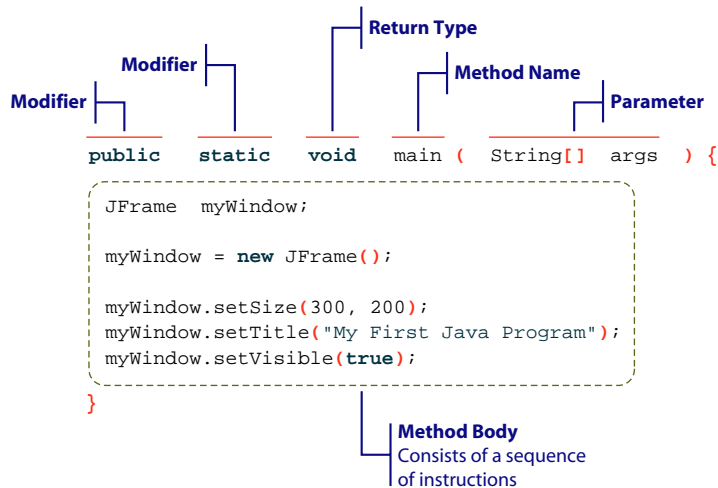 Return Type
Modifier
Method Name
Modifier
Parameter
public static void main ( String[] args ) {
JFrame myWindow;
myWindow = new JFrame();
myWindow.setSize(300, 200);
myWindow.setTitle("My First Java Program");
myWindow.setVisible(true);
}
Method Body
Consists of a sequence
of instructions